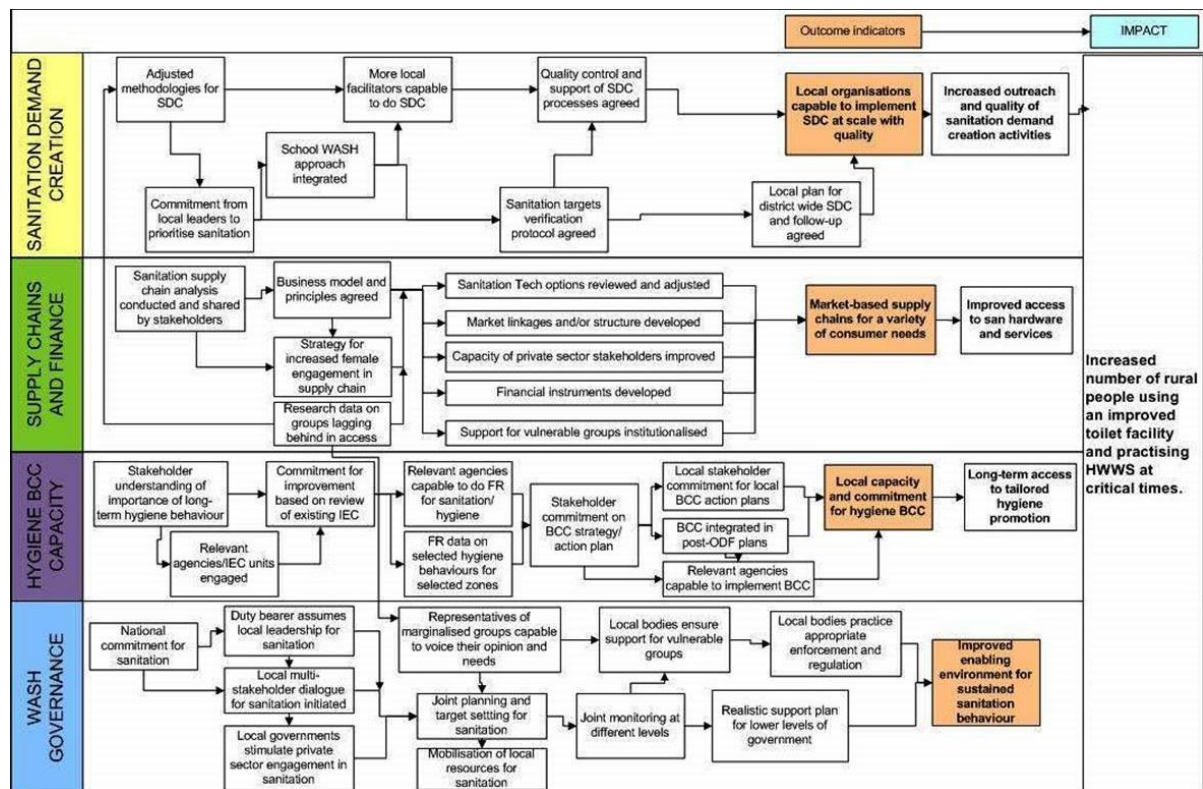 Outcome indicators
IMPACT
SANITATION DEMAND
CREATION
Adjusted
methodologies for
SDC
More local
facilitators capable
to do SDC
Quality control and
support of SDC
processes agreed
Local organisations
capable to implement
SDC at scale with
quality
Increased outreach
and quality of
sanitation demand
creation activities
School WASH
approach
integrated
Commitment from
local leaders to
prioritise sanitation
Sanitation targets
verification
protocol agreed
Local plan for
district wide SDC
and follow-up
agreed
SUPPLY CHAINS
AND FINANCE
Sanitation supply
chain analysis
conducted and shared
by stakeholders
Business model and
principles agreed
Strategy for
increased female
engagement in
supply chain
Research data on
groups lagging
behind in access
Sanitation Tech options reviewed and adjusted
Market linkages and/or structure developed
Capacity of private sector stakeholders improved
Financial instruments developed
Support for vulnerable groups institutionalised
Market-based supply
chains for a variety
of consumer needs
Improved access
to san hardware
and services
HYGIENE BCC
CAPACITY
Stakeholder
understanding of
importance of long-
term hygiene behaviour
Commitment for
improvement
based on review
of existing IEC
Relevant
agencies/IEC units
engaged
Relevant agencies
capable to do FR
for sanitation/
hygiene
FR data on
selected hygiene
behaviours for
selected zones
Stakeholder
commitment on
BCC strategy/
action plan
Local stakeholder
commitment for local
BCC action plans
BCC integrated in
post-ODF plans
Relevant agencies
capable to implement BCC
Local capacity
and commitment
for hygiene BCC
Long-term access
to tailored
hygiene
promotion
WASH
GOVERNANCE
National
commitment for
sanitation
Duty bearer assumes
local leadership for
sanitation
Local multi-
stakeholder dialogue
for sanitation initiated
Local governments
stimulate private
sector engagement in
sanitation
Representatives of
marginalised groups capable
to voice their opinion and
needs
Joint planning and
target settting for
sanitation
Mobilisation of local
resources for
sanitation
Local bodies ensure
support for vulnerable
groups
Joint monitoring at
different levels
Local bodies practice
appropriate
enforcement and
regulation
Realistic support plan
for lower levels of
government
Improved
enabling
environment for
sustained
sanitation
behaviour
Increased
number of rural
people using
an improved
toilet facility
and practising
HWWS at
critical times.